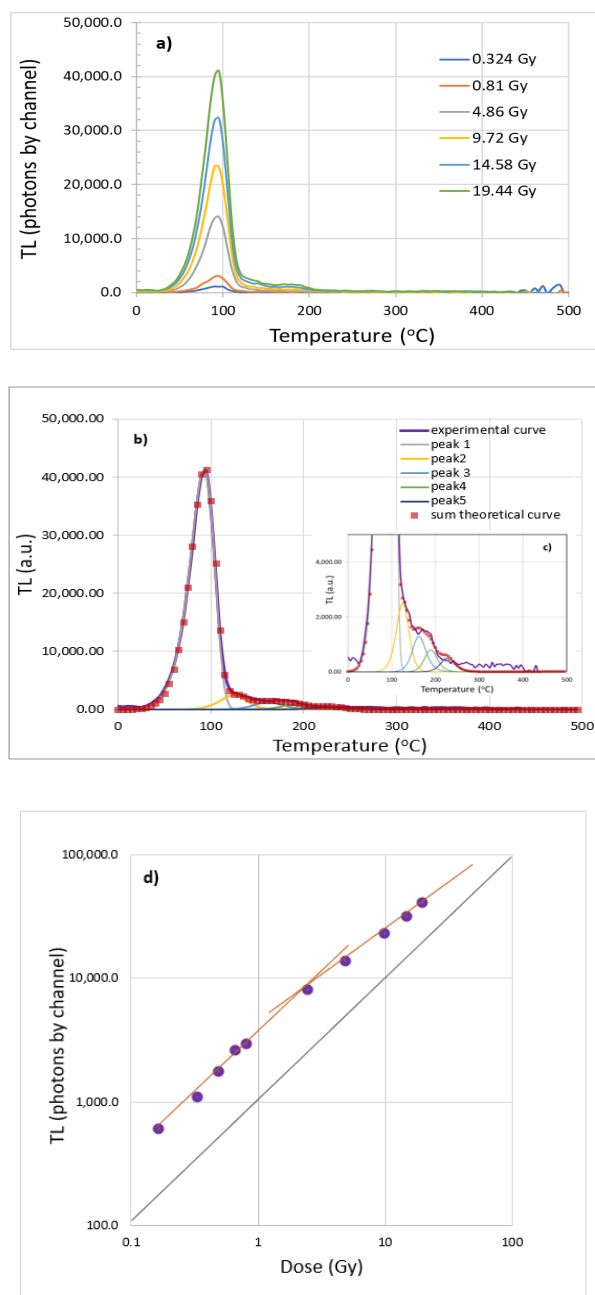 a)
50,000.0
40,000.0
30,000.0
20,000.0
10,000.0
0.0
TL (photons by channel)
0.324 Gy
0.81 Gy
4.86 Gy
9.72 Gy
14.58 Gy
19.44 Gy
0 100 200 300 400 500
Temperature (°C)
b)
50,000.00
40,000.00
30,000.00
20,000.00
10,000.00
0.00
TL (a.u.)
experimental curve
peak 1
peak2
peak 3
peak4
peak5
sum theoretical curve
c)
4,000.00
2,000.00
0.00
TL (a.u.)
0 100 200 300 400 500
Temperature (°C)
0 100 200 300 400 500
Temperature (°C)
d)
100,000.0
10,000.0
1,000.0
100.0
TL (photons by channel)
0.1 1 10 100
Dose (Gy)